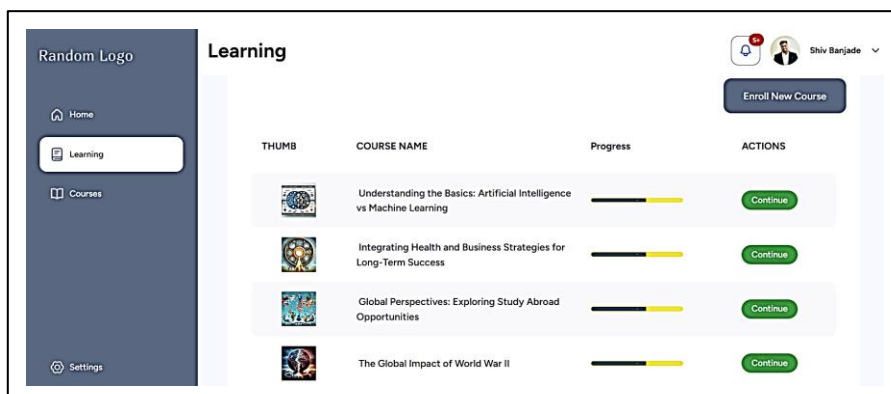 Random Logo
Learning
5+
Shiv Banjade
Home
Enroll New Course
Learning
THUMB COURSE NAME Progress ACTIONS
Courses
Understanding the Basics: Artificial Intelligence
vs Machine Learning
Continue
Integrating Health and Business Strategies for
Long-Term Success
Continue
Global Perspectives: Exploring Study Abroad
Opportunities
Continue
The Global Impact of World War II
Continue
Settings